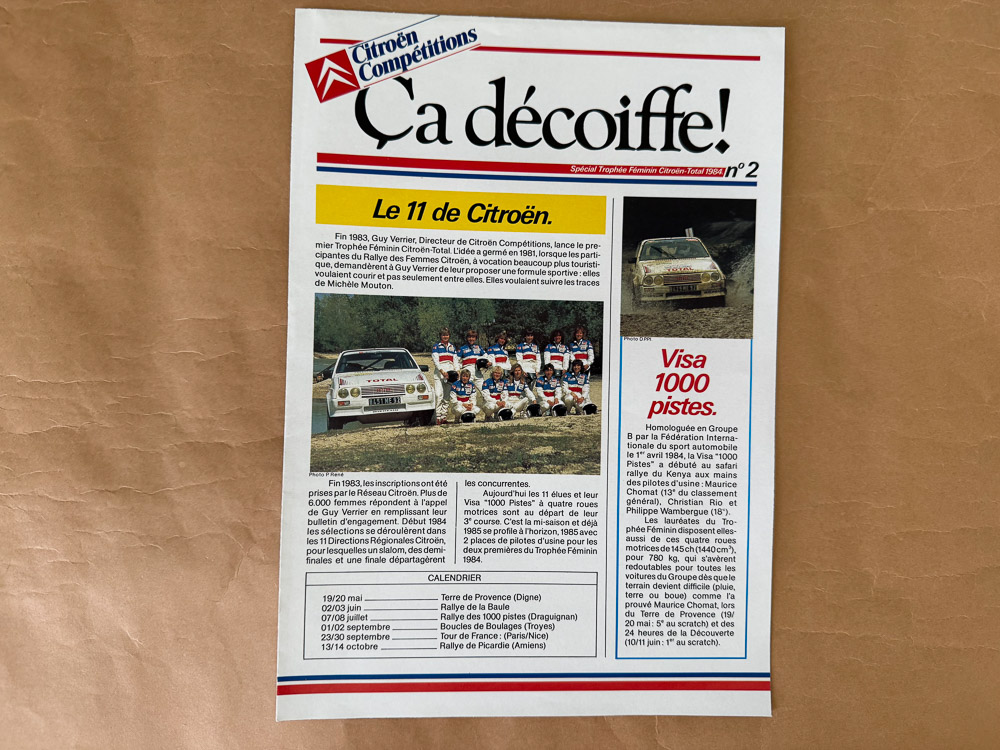 Citroën
Compétitions
Ça décoiffe!
Spécial Trophée Féminin Citroën-Total 1984. n° 2
Le 11 de Citroën.
Fin 1983, Guy Verrier, Directeur de Citroën Compétitions, lance le pre-
mier Trophée Féminin Citroën-Total. L'idée a germé en 1981, lorsque les parti-
cipantes du Rallye des Femmes Citroën, à vocation beaucoup plus touristi-
que, demandèrent à Guy Verrier de leur proposer une formule sportive : elles
voulaient courir et pas seulement entre elles. Elles voulaient suivre les traces
de Michèle Mouton.
TOTAL
8451 ME 92
Photo P. René
Fin 1983, les inscriptions ont été
prises par le Réseau Citroën. Plus de
6.000 femmes répondent à l'appel
de Guy Verrier en remplissant leur
bulletin d'engagement. Début 1984
les sélections se déroulèrent dans
les 11 Directions Régionales Citroën,
pour lesquelles un slalom, des demi-
finales et une finale départagèrent
les concurrentes.
Aujourd'hui les 11 élues et leur
Visa "1000 Pistes" à quatre roues
motrices sont au départ de leur
3e course. C'est la mi-saison et déjà
1985 se profile à l'horizon, 1985 avec
2 places de pilotes d'usine pour les
deux premières du Trophée Féminin
1984.
CALENDRIER
19/20 mai Terre de Provence (Digne)
02/03 juin Rallye de la Baule
07/08 juillet Rallye des 1000 pistes (Draguignan)
01/02 septembre Boucles de Boulages (Troyes)
23/30 septembre Tour de France : (Paris/Nice)
13/14 octobre Rallye de Picardie (Amiens)
TOTAL
Photo DPPI
Visa
1000
pistes.
Homologuée en Groupe
B par la Fédération Interna-
tionale du sport automobile
le 1er avril 1984, la Visa "1000
Pistes" a débuté au safari
rallye du Kenya aux mains
des pilotes d'usine : Maurice
Chomat (13e du classement
général), Christian Rio et
Philippe Wambergue (18e).
Les lauréates du Tro-
phée Féminin disposent elles-
aussi de ces quatre roues
motrices de 145 ch (1440 cm3),
pour 780 kg, qui s'avèrent
redoutables pour toutes les
voitures du Groupe dès que le
terrain devient difficile (pluie,
terre ou boue) comme l'a
prouvé Maurice Chomat, lors
du Terre de Provence (19/
20 mai : 5e au scratch) et des
24 heures de la Découverte
(10/11 juin : 1er au scratch).